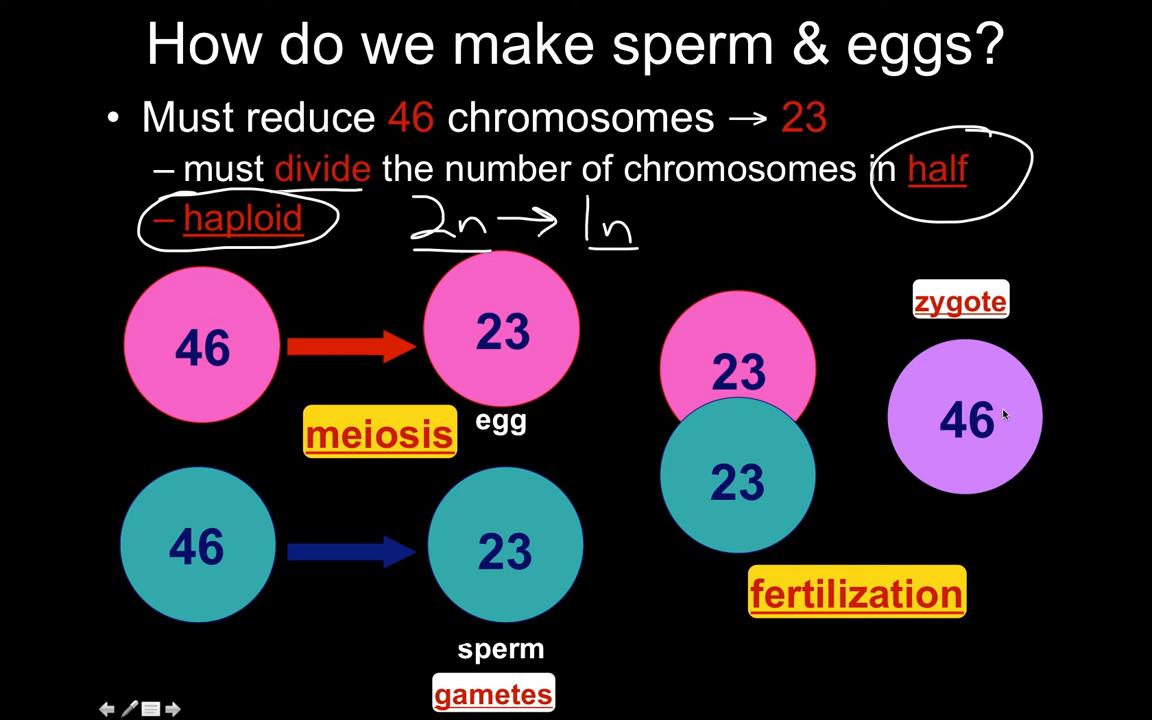 How do we make sperm & eggs?
• Must reduce 46 chromosomes → 23
– must divide the number of chromosomes in half
– haploid 2n → 1n
zygote
46
23
23
46
meiosis
egg
23
46
23
fertilization
sperm
gametes